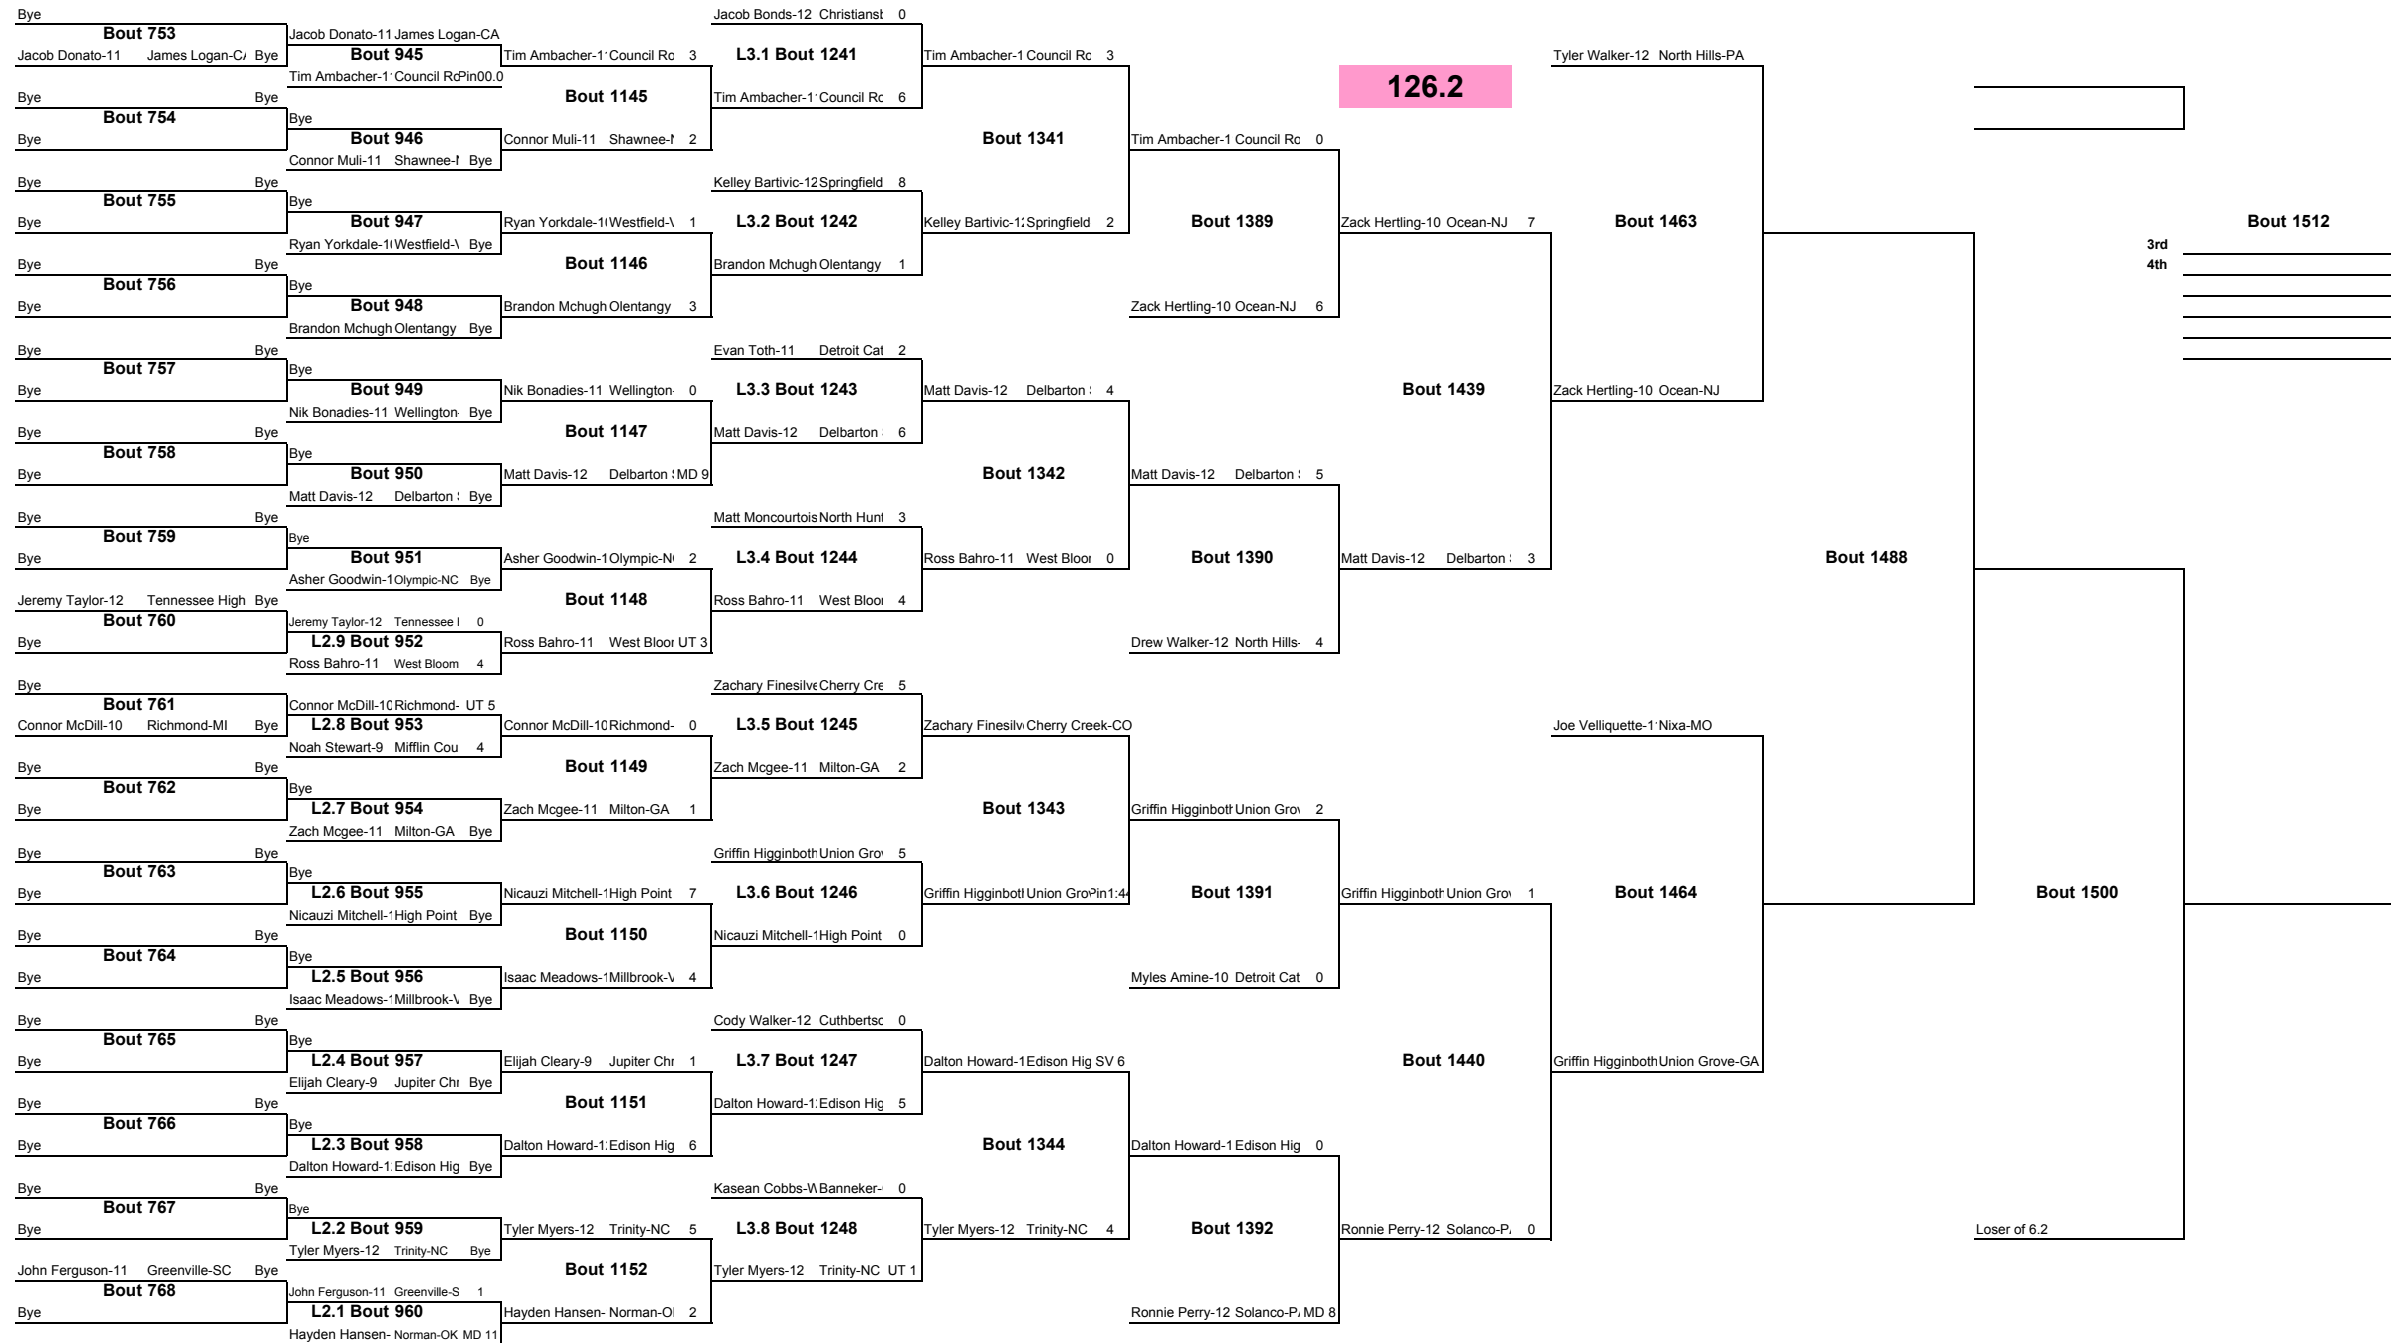 Bye Jacob Bonds-12 Christiansb 0
Bout 753 Jacob Donato-11 James Logan-CA
Jacob Donato-11 James Logan-CA Bye Bout 945 Tim Ambacher-1 Council Ro 3 L3.1 Bout 1241 Tim Ambacher-1 Council Ro 3 Tyler Walker-12 North Hills-PA
Tim Ambacher-1 Council Ro Pin00.0
126.2
Bye Bye Bout 1145 Tim Ambacher-1 Council Ro 6
Bout 754 Bye
Bye Bout 946 Connor Muli-11 Shawnee-M 2 Bout 1341 Tim Ambacher-1 Council Ro 0
Connor Muli-11 Shawnee-M Bye
Bye Bye Kelley Bartivic-12 Springfield 8
Bout 755 Bye
Bye Bout 947 Ryan Yorkdale-1 Westfield-V 1 L3.2 Bout 1242 Kelley Bartivic-12 Springfield 2 Bout 1389 Zack Hertling-10 Ocean-NJ 7 Bout 1463 Bout 1512
Ryan Yorkdale-1 Westfield-V Bye 3rd
Bye Bye Bout 1146 Brandon Mchugh Olentangy 1 4th
Bout 756 Bye
Bye Bout 948 Brandon Mchugh Olentangy 3 Zack Hertling-10 Ocean-NJ 6
Brandon Mchugh Olentangy Bye
Bye Bye Evan Toth-11 Detroit Cat 2
Bout 757 Bye
Bye Bout 949 Nik Bonadies-11 Wellington- 0 L3.3 Bout 1243 Matt Davis-12 Delbarton S 4 Bout 1439 Zack Hertling-10 Ocean-NJ
Nik Bonadies-11 Wellington- Bye
Bye Bye Bout 1147 Matt Davis-12 Delbarton 6
Bout 758 Bye
Bye Bout 950 Matt Davis-12 Delbarton S MD 9 Bout 1342 Matt Davis-12 Delbarton S 5
Matt Davis-12 Delbarton S Bye
Bye Bye Matt Moncourtois North Hunt 3
Bout 759 Bye
Bye Bout 951 Asher Goodwin-1 Olympic-NC 2 L3.4 Bout 1244 Ross Bahro-11 West Bloom 0 Bout 1390 Matt Davis-12 Delbarton S 3 Bout 1488
Asher Goodwin-1 Olympic-NC Bye
Jeremy Taylor-12 Tennessee High Bye Bout 1148 Ross Bahro-11 West Bloom 4
Bout 760 Jeremy Taylor-12 Tennessee 0
Bye L2.9 Bout 952 Ross Bahro-11 West Bloom UT 3 Drew Walker-12 North Hills- 4
Ross Bahro-11 West Bloom 4
Bye Zachary Finesilve Cherry Cre 5
Bout 761 Connor McDill-10 Richmond- UT 5
Connor McDill-10 Richmond-MI Bye L2.8 Bout 953 Connor McDill-10 Richmond- 0 L3.5 Bout 1245 Zachary Finesilv Cherry Creek-CO Joe Velliquette-1 Nixa-MO
Noah Stewart-9 Mifflin Cou 4
Bye Bye Bout 1149 Zach Mcgee-11 Milton-GA 2
Bout 762 Bye
Bye L2.7 Bout 954 Zach Mcgee-11 Milton-GA 1 Bout 1343 Griffin Higginboth Union Grov 2
Zach Mcgee-11 Milton-GA Bye
Bye Bye Griffin Higginboth Union Grov 5
Bout 763 Bye
Bye L2.6 Bout 955 Nicauzi Mitchell-1 High Point 7 L3.6 Bout 1246 Griffin Higginboth Union Gro Pin1:44 Bout 1391 Griffin Higginboth Union Grov 1 Bout 1464 Bout 1500
Nicauzi Mitchell-1 High Point Bye
Bye Bye Bout 1150 Nicauzi Mitchell-1 High Point 0
Bout 764 Bye
Bye L2.5 Bout 956 Isaac Meadows-1 Millbrook-V 4 Myles Amine-10 Detroit Cat 0
Isaac Meadows-1 Millbrook-V Bye
Bye Bye Cody Walker-12 Cuthbertso 0
Bout 765 Bye
Bye L2.4 Bout 957 Elijah Cleary-9 Jupiter Chr 1 L3.7 Bout 1247 Dalton Howard-1 Edison Hig SV 6 Bout 1440 Griffin Higginboth Union Grove-GA
Elijah Cleary-9 Jupiter Chr Bye
Bye Bye Bout 1151 Dalton Howard-1 Edison Hig 5
Bout 766 Bye
Bye L2.3 Bout 958 Dalton Howard-1 Edison Hig 6 Bout 1344 Dalton Howard-1 Edison Hig 0
Dalton Howard-1 Edison Hig Bye
Bye Bye Kasean Cobbs-W Banneker- 0
Bout 767 Bye
Bye L2.2 Bout 959 Tyler Myers-12 Trinity-NC 5 L3.8 Bout 1248 Tyler Myers-12 Trinity-NC 4 Bout 1392 Ronnie Perry-12 Solanco-P 0 Loser of 6.2
Tyler Myers-12 Trinity-NC Bye
John Ferguson-11 Greenville-SC Bye Bout 1152 Tyler Myers-12 Trinity-NC UT 1
Bout 768 John Ferguson-11 Greenville-S 1
Bye L2.1 Bout 960 Hayden Hansen- Norman-O 2 Ronnie Perry-12 Solanco-P MD 8
Hayden Hansen- Norman-OK MD 11